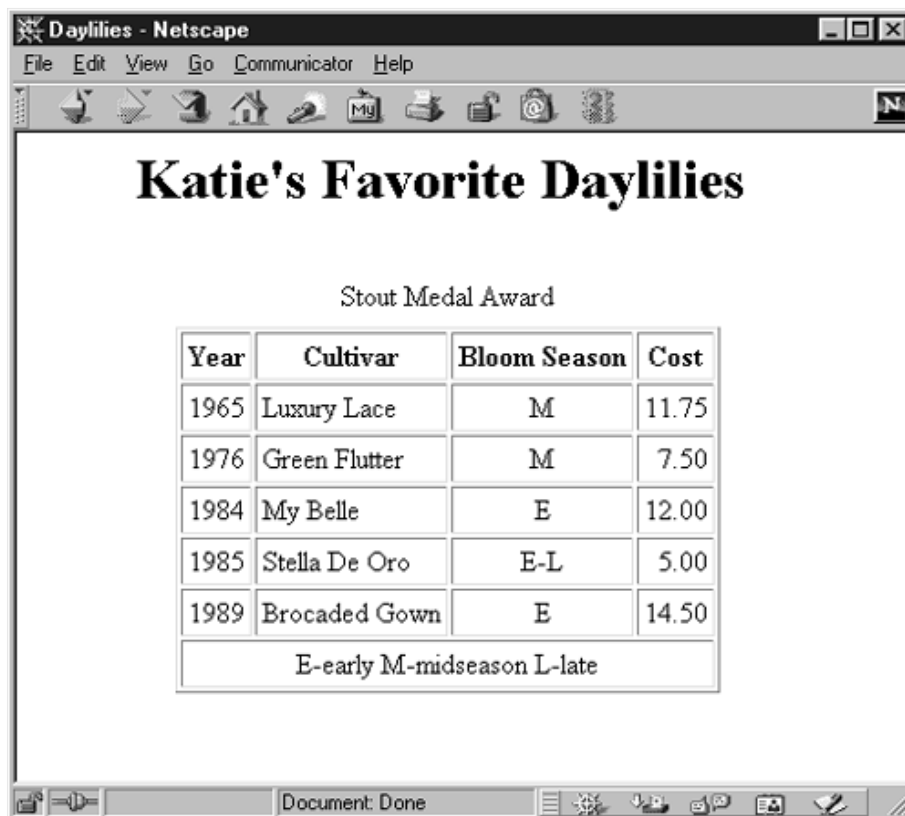 Daylilies - Netscape
File Edit View Go Communicator Help
My
N
Katie's Favorite Daylilies
Stout Medal Award
Year Cultivar Bloom Season Cost
1965 Luxury Lace M 11.75
1976 Green Flutter M 7.50
1984 My Belle E 12.00
1985 Stella De Oro E-L 5.00
1989 Brocaded Gown E 14.50
E-early M-midseason L-late
Document: Done